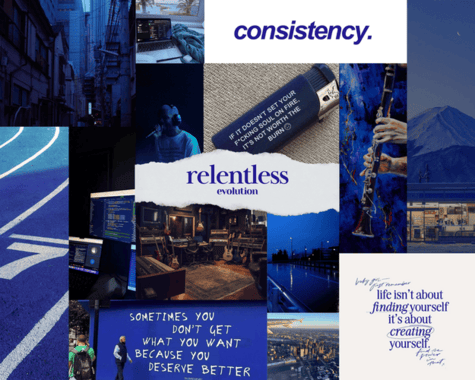 consistency.
IF IT DOESN'T SET YOUR
F*CKING SOUL ON FIRE,
IT'S NOT WORTH THE
BURN
relentless
evolution
SOMETIMES YOU
DON'T GET
WHAT YOU WANT
BECAUSE YOU
DESERVE BETTER
life isn't about
finding yourself
it's about
creating
yourself.